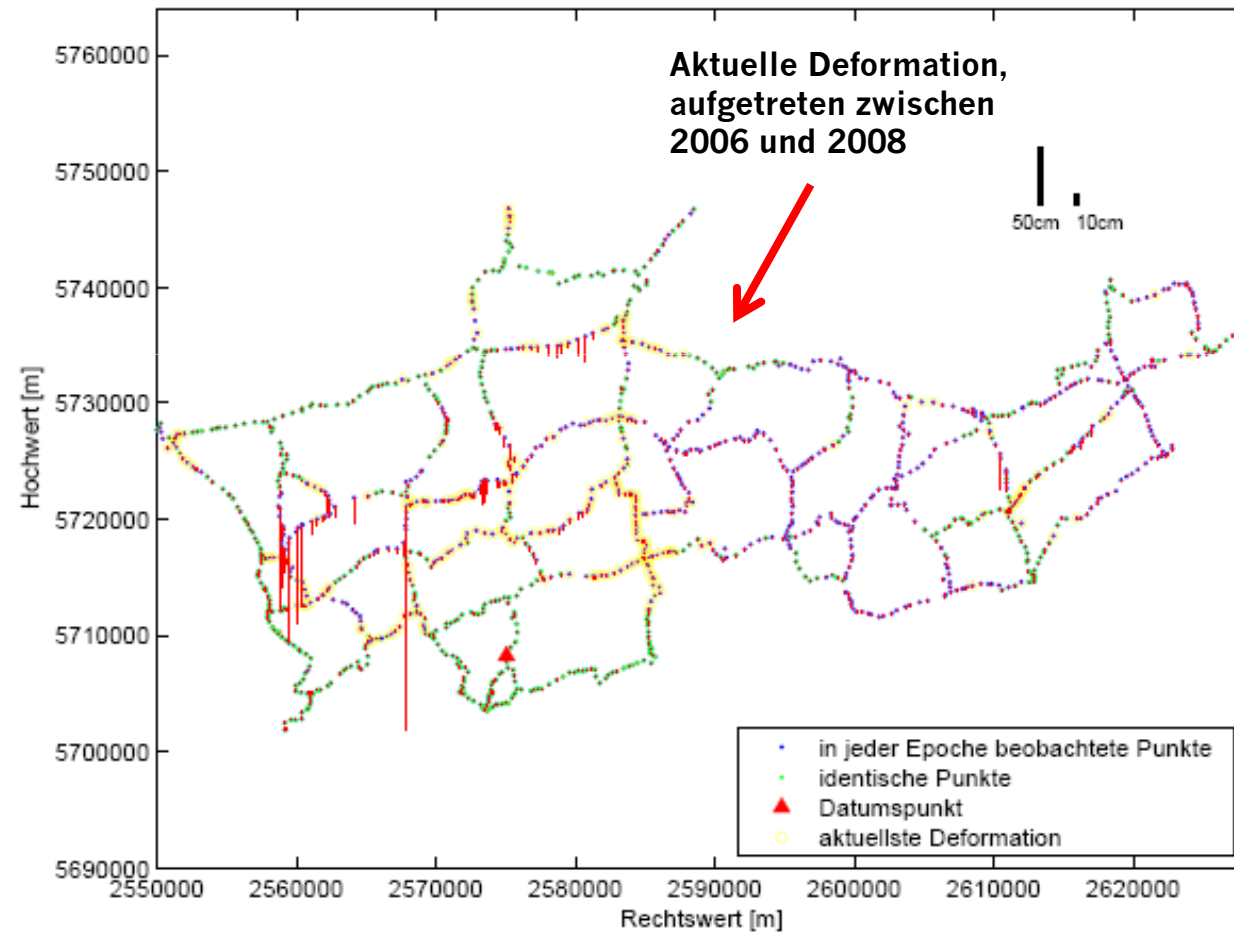 5760000
Aktuelle Deformation,
aufgetreten zwischen
2006 und 2008
5750000
50cm 10cm
5740000
5730000
Hochwert [m]
5720000
5710000
5700000
in jeder Epoche beobachtete Punkte
identische Punkte
Datumspunkt
aktuellste Deformation
5690000
2550000 2560000 2570000 2580000 2590000 2600000 2610000 2620000
Rechtswert [m]